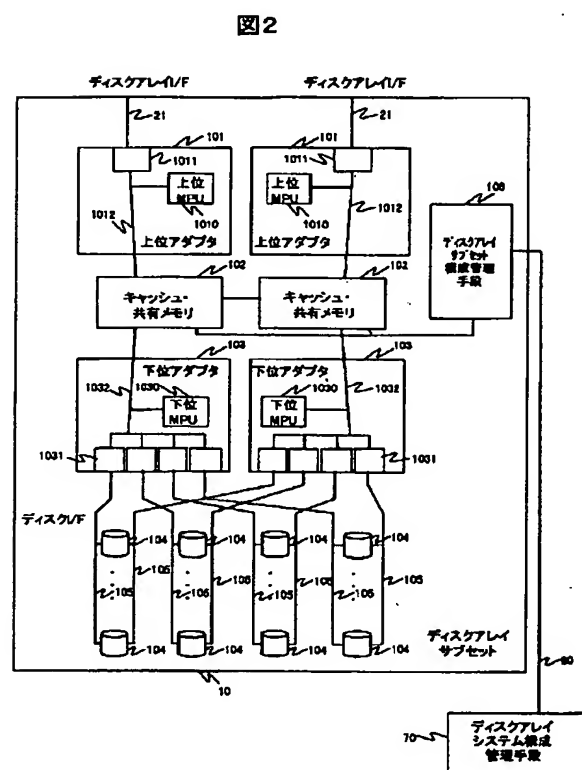 図2
ディスクアレイI/F
ディスクアレイI/F
21
21
101
101
1011
1011
上位
MPU
上位
MPU
1010
1010
1012
1012
上位アダプタ
上位アダプタ
ディスクアレイ
サブセット
構成管理
手段
102
102
キャッシュ・
共有メモリ
キャッシュ・
共有メモリ
103
103
下位アダプタ
下位アダプタ
1032
1030
1030
1032
下位
MPU
下位
MPU
1031
1031
ディスクI/F
104
104
104
104
105
105
104
104
104
104
ディスクアレイ
サブセット
10
70
ディスクアレイ
システム構成
管理手段